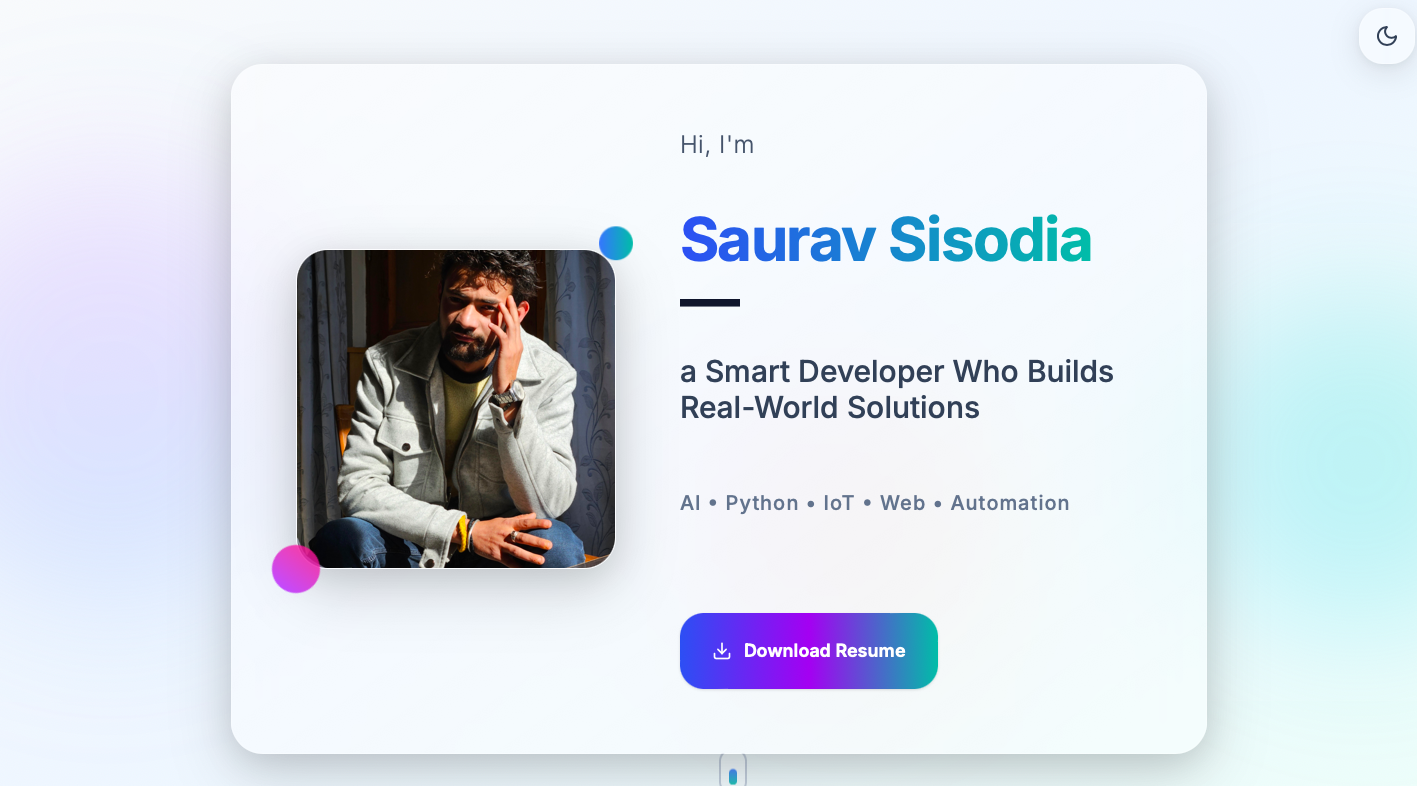 Hi, I'm
Saurav Sisodia
a Smart Developer Who Builds
Real-World Solutions
AI • Python • IoT • Web • Automation
Download Resume